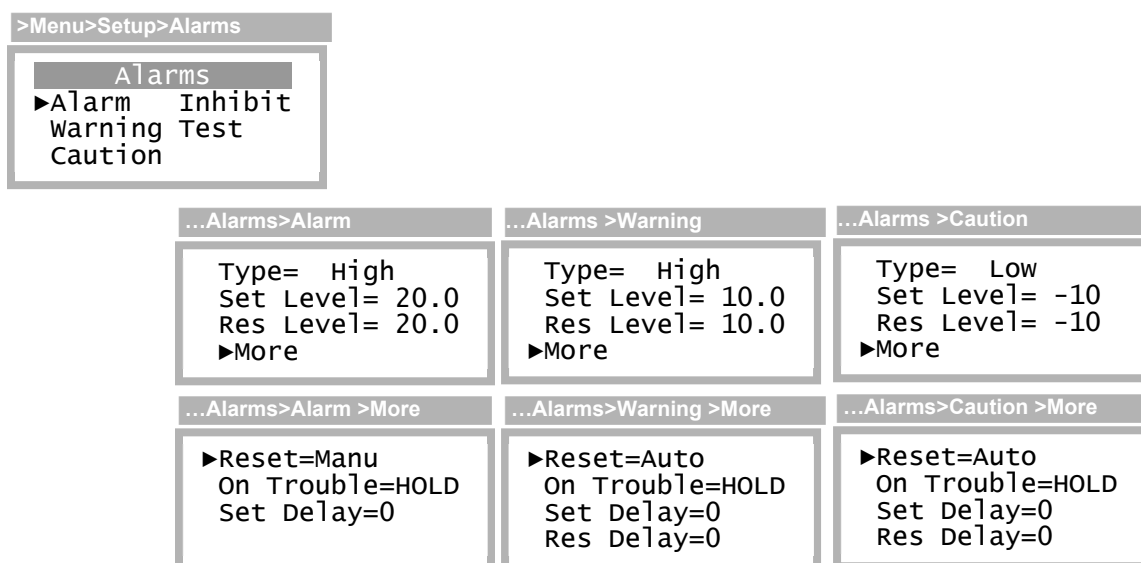 >Menu>Setup>Alarms
Alarms
►Alarm Inhibit
Warning Test
Caution
…Alarms>Alarm
Type= High
Set Level= 20.0
Res Level= 20.0
►More
…Alarms >Warning
Type= High
Set Level= 10.0
Res Level= 10.0
►More
…Alarms >Caution
Type= Low
Set Level= -10
Res Level= -10
►More
…Alarms>Alarm >More
►Reset=Manu
On Trouble=HOLD
Set Delay=0
…Alarms>Warning >More
►Reset=Auto
On Trouble=HOLD
Set Delay=0
Res Delay=0
…Alarms>Caution >More
►Reset=Auto
On Trouble=HOLD
Set Delay=0
Res Delay=0